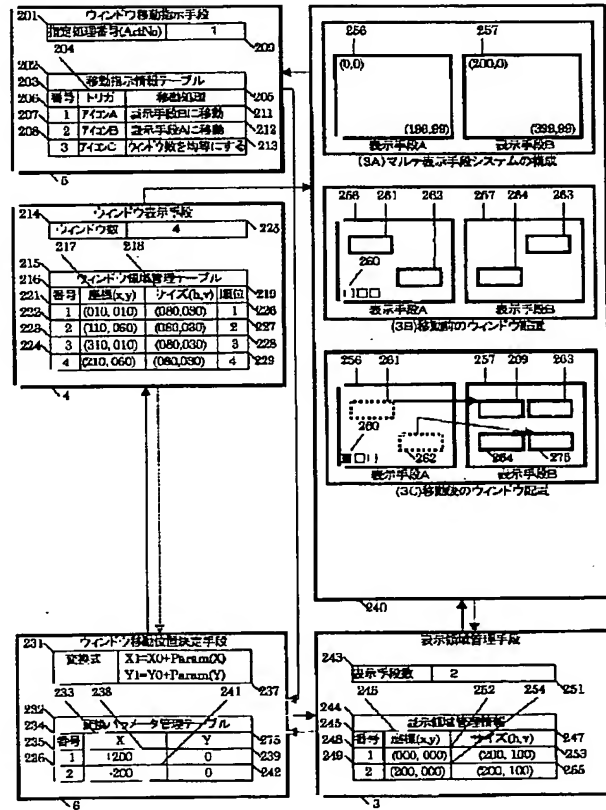 201 ウィンドウ移動指示手段
指定処理番号(ActNo) 1
204 209
202
203 移動指示情報テーブル
206 番号 トリガ 移動処理 205
207 1 アイコンA 表示手段Bに移動 211
208 2 アイコンB 表示手段Aに移動 212
3 アイコンC ウィンドウ数を均等にする 213
5
214 ウィンドウ表示手段
ウィンドウ数 4 225
217 218
215
216 ウィンドウ領域管理テーブル
221 番号 座標(x,y) サイズ(h,v) 順位 219
222 1 (010,010) (080,030) 1 226
223 2 (110,060) (080,030) 2 227
224 3 (310,010) (080,030) 3 228
4 (210,060) (080,030) 4 229
4
256 257
(0,0) (200,0)
(199,99) (399,99)
表示手段A 表示手段B
(3A)マルチ表示手段システムの構成
256 261 262 257 264 263
260
表示手段A 表示手段B
(3B)移動前のウィンドウ配置
256 261 257 209 263
260
262 264 275
表示手段A 表示手段B
(3C)移動後のウィンドウ配置
240
231 ウィンドウ移動位置決定手段
変換式 X1=X0+Param(X)
Y1=Y0+Param(Y)
233 238 241 237
232
234 変換パラメータ管理テーブル
235 番号 X Y 275
236 1 +200 0 239
2 -200 0 242
6
表示領域管理手段
243
表示手段数 2
246 252 254 251
244
245 表示領域管理情報
248 番号 座標(x,y) サイズ(h,v) 247
249 1 (000,000) (200,100) 253
2 (200,000) (200,100) 255
3